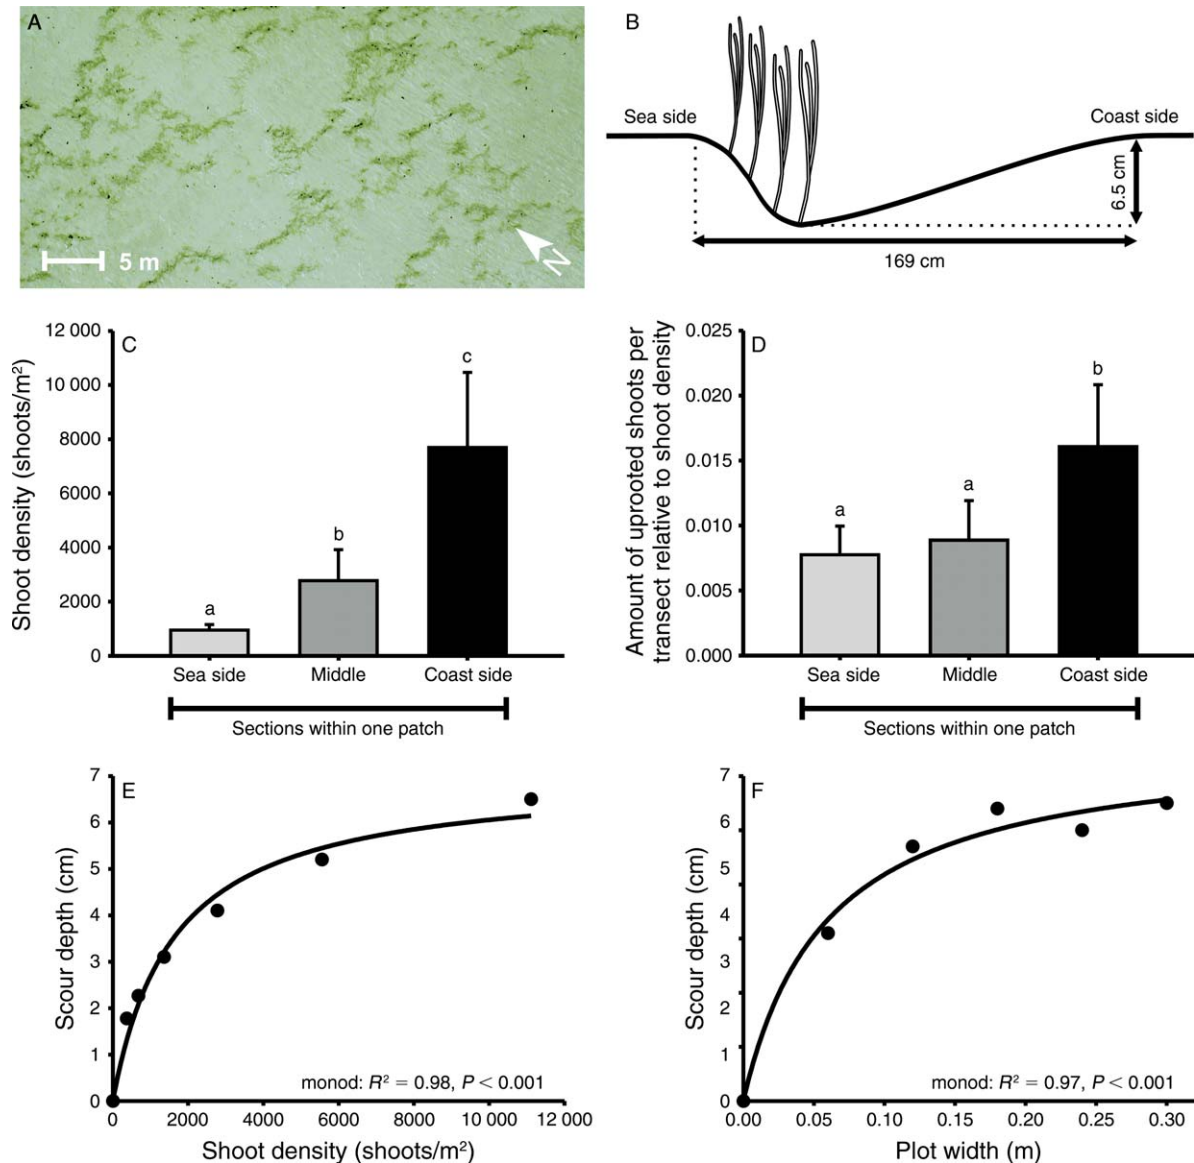 A
5 m
N
B
Sea side
Coast side
6.5 cm
169 cm
C
Shoot density (shoots/m²)
12 000
10 000
8000
6000
4000
2000
0
a
b
c
Sea side
Middle
Coast side
Sections within one patch
D
Amount of uprooted shoots per
transect relative to shoot density
0.025
0.020
0.015
0.010
0.005
0.000
a
a
b
Sea side
Middle
Coast side
Sections within one patch
E
Scour depth (cm)
7
6
5
4
3
2
1
0
monod: R² = 0.98, P < 0.001
0 2000 4000 6000 8000 10 000 12 000
Shoot density (shoots/m²)
F
Scour depth (cm)
7
6
5
4
3
2
1
0
monod: R² = 0.97, P < 0.001
0.00 0.05 0.10 0.15 0.20 0.25 0.30
Plot width (m)